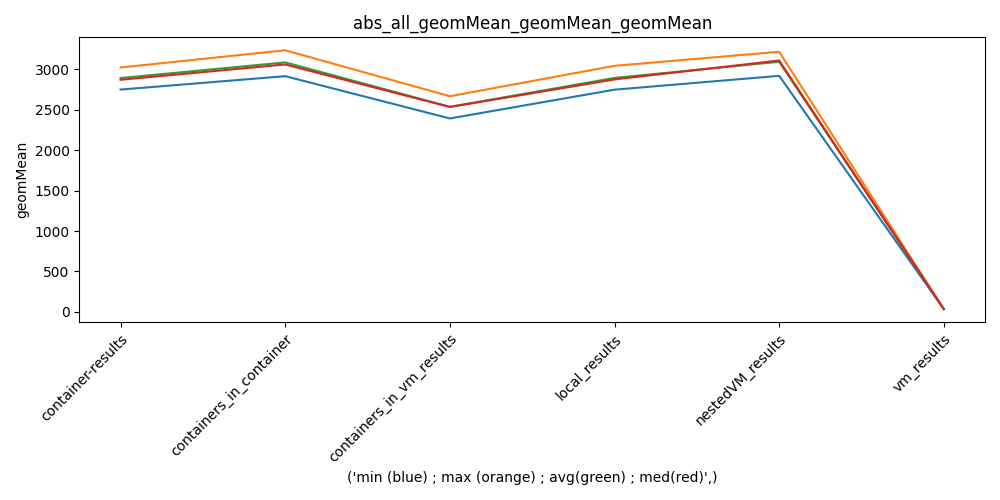 abs_all_geomMean_geomMean_geomMean
geomMean
3000
2500
2000
1500
1000
500
0
container-results
containers_in_container
containers_in_vm_results
local_results
nestedVM_results
vm_results
('min (blue) ; max (orange) ; avg(green) ; med(red)',)